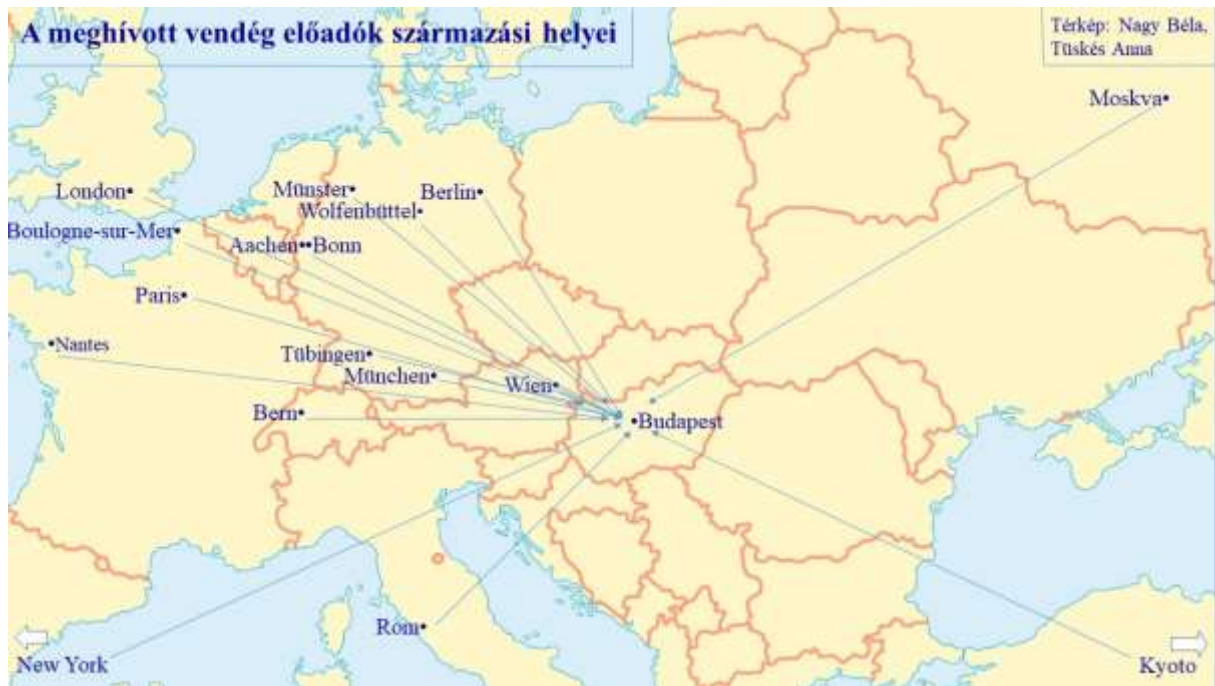 A meghívott vendég előadók származási helyei
Térkép: Nagy Béla,
Tüskés Anna
Moskva•
London•
Münster•
Berlin•
Wolfenbüttel•
Boulogne-sur-Mer•
Aachen••Bonn
Paris•
•Nantes
Tübingen•
München•
Wien•
Bern•
•Budapest
Rom•
New York
Kyoto